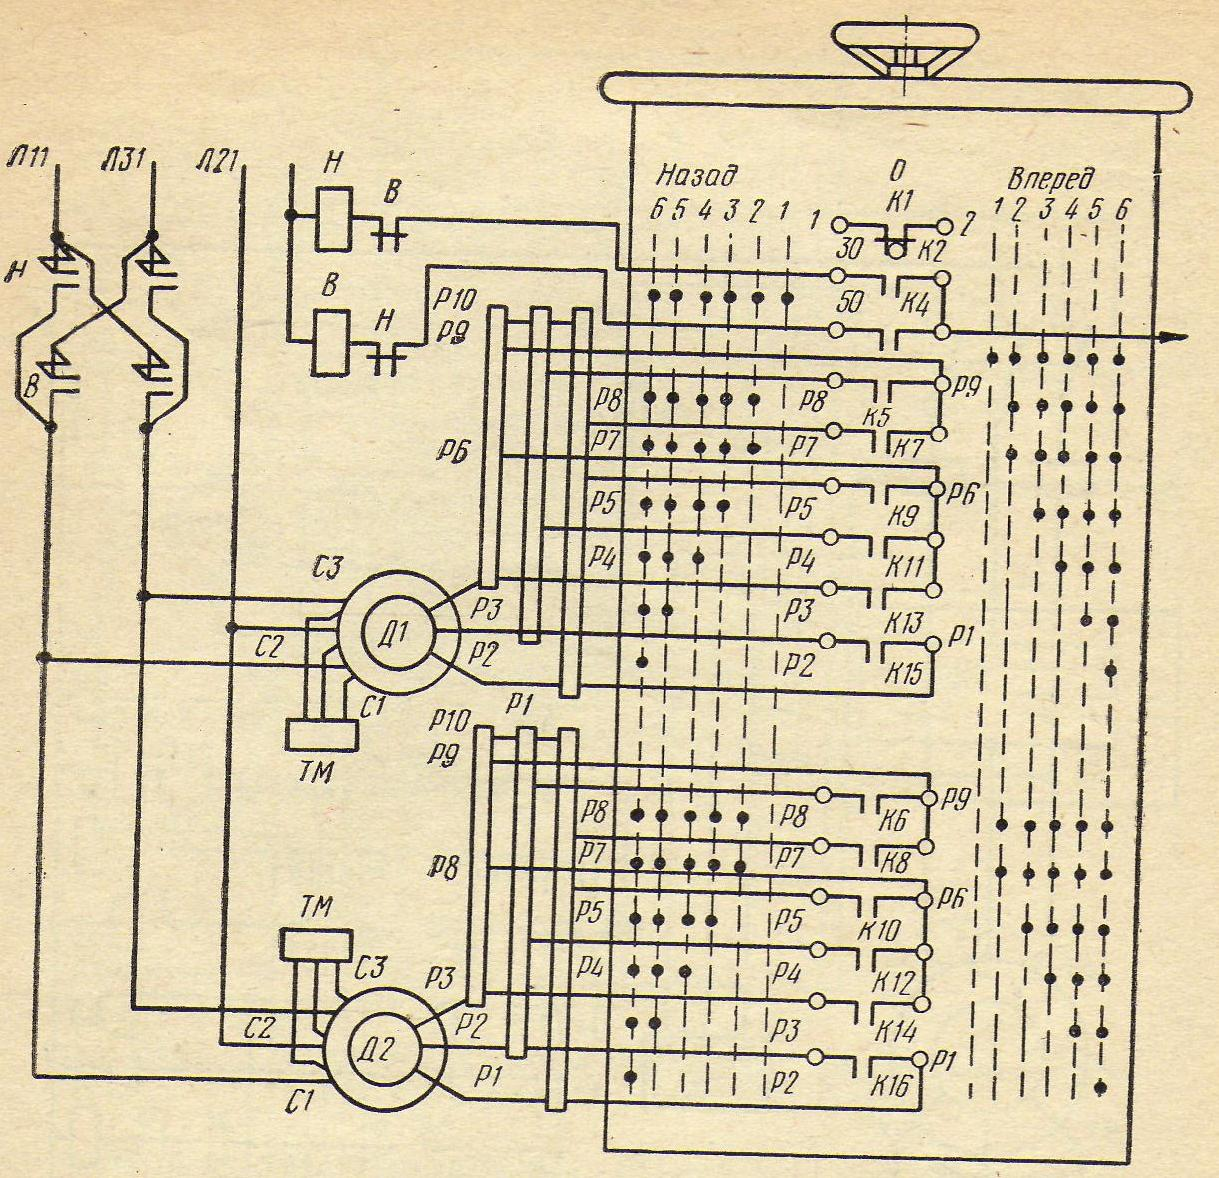 Л11 Л31 Л21
Н
В
Назад
О
К1
Вперед
6 5 4 3 2 1
1 2
1 2 3 4 5 6
30 К2
Н
В
Н
В
50 К4
Р10
Р9
Р8 Р8 К5 Р9
Р7 Р7 К7
Р6
Р5 Р5 К9 Р6
Р4 Р4 К11
С3
Р3 Р3 К13
Д1
С2
Р2 Р2 К15 Р1
С1
Р1
ТМ
Р10
Р9
Р8 Р8 К6 Р9
Р7 Р7 К8
Р8
Р5 Р5 К10 Р6
ТМ
Р4 Р4 К12
С3
Р3 Р3 К14
С2
Р2
Д2
Р1 Р2 К16 Р1
С1